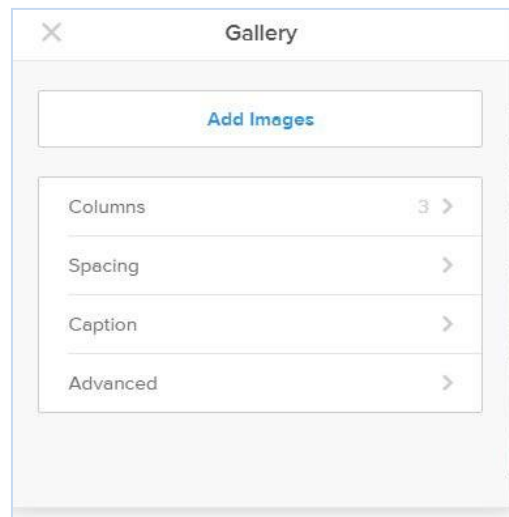 Gallery
Add Images
Columns 3
Spacing
Caption
Advanced